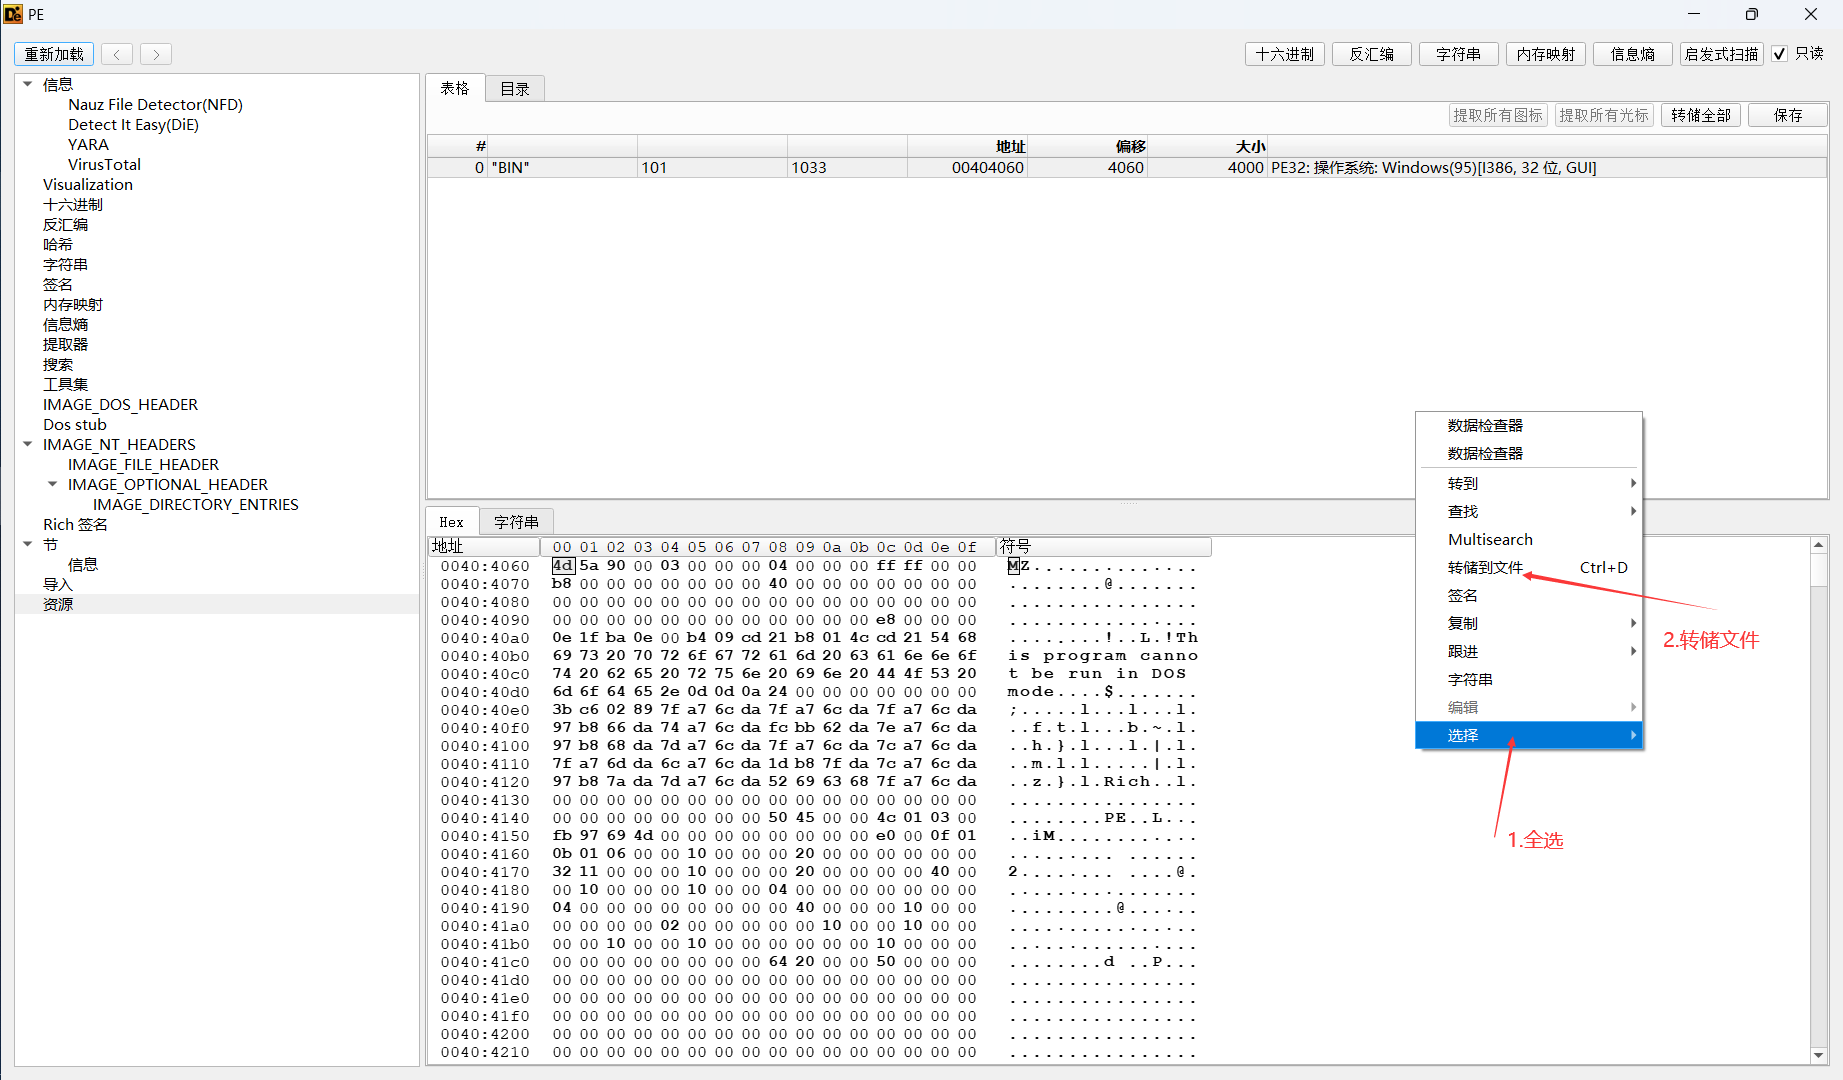 PE
重新加载 < > 十六进制 反汇编 字符串 内存映射 信息熵 启发式扫描 只读
信息
Nauz File Detector(NFD)
Detect It Easy(DiE)
YARA
VirusTotal
Visualization
十六进制
反汇编
哈希
字符串
签名
内存映射
信息熵
提取器
搜索
工具集
IMAGE_DOS_HEADER
Dos stub
IMAGE_NT_HEADERS
IMAGE_FILE_HEADER
IMAGE_OPTIONAL_HEADER
IMAGE_DIRECTORY_ENTRIES
Rich 签名
节
信息
导入
资源
表格 目录
提取所有图标 提取所有光标 转储全部 保存
# 地址 偏移 大小
0 "BIN" 101 1033 00404060 4060 4000 PE32: 操作系统: Windows(95)[I386, 32 位, GUI]
Hex 字符串
地址 00 01 02 03 04 05 06 07 08 09 0a 0b 0c 0d 0e 0f 符号
0040:4060 4d 5a 90 00 03 00 00 00 04 00 00 00 ff ff 00 00 MZ..............
0040:4070 b8 00 00 00 00 00 00 00 40 00 00 00 00 00 00 00 ........@.......
0040:4080 00 00 00 00 00 00 00 00 00 00 00 00 00 00 00 00 ................
0040:4090 00 00 00 00 00 00 00 00 00 00 00 00 e8 00 00 00 ................
0040:40a0 0e 1f ba 0e 00 b4 09 cd 21 b8 01 4c cd 21 54 68 ........!..L.!Th
0040:40b0 69 73 20 70 72 6f 67 72 61 6d 20 63 61 6e 6e 6f is program canno
0040:40c0 74 20 62 65 20 72 75 6e 20 69 6e 20 44 4f 53 20 t be run in DOS
0040:40d0 6d 6f 64 65 2e 0d 0d 0a 24 00 00 00 00 00 00 00 mode....$.......
0040:40e0 3b c6 02 89 7f a7 6c da 7f a7 6c da 7f a7 6c da ;.....l...l...l.
0040:40f0 97 b8 66 da 74 a7 6c da fc bb 62 da 7e a7 6c da ..f.t.l...b.~.l.
0040:4100 97 b8 68 da 7d a7 6c da 7f a7 6c da 7c a7 6c da ..h.}.l...l.|.l.
0040:4110 7f a7 6d da 6c a7 6c da 1d b8 7f da 7c a7 6c da ..m.l.l.....|.l.
0040:4120 97 b8 7a da 7d a7 6c da 52 69 63 68 7f a7 6c da ..z.}.l.Rich..l.
0040:4130 00 00 00 00 00 00 00 00 00 00 00 00 00 00 00 00 ................
0040:4140 00 00 00 00 00 00 00 00 50 45 00 00 4c 01 03 00 ........PE..L...
0040:4150 fb 97 69 4d 00 00 00 00 00 00 00 00 e0 00 0f 01 ..iM............
0040:4160 0b 01 06 00 00 10 00 00 00 20 00 00 00 00 00 00 ......... ......
0040:4170 32 11 00 00 00 10 00 00 00 20 00 00 00 00 40 00 2........ ....@.
0040:4180 00 10 00 00 00 10 00 00 04 00 00 00 00 00 00 00 ................
0040:4190 04 00 00 00 00 00 00 00 00 40 00 00 00 10 00 00 .........@......
0040:41a0 00 00 00 00 02 00 00 00 00 00 10 00 00 10 00 00 ................
0040:41b0 00 00 10 00 00 10 00 00 00 00 00 00 10 00 00 00 ................
0040:41c0 00 00 00 00 00 00 00 00 64 20 00 00 50 00 00 00 ........d ..P...
0040:41d0 00 00 00 00 00 00 00 00 00 00 00 00 00 00 00 00 ................
0040:41e0 00 00 00 00 00 00 00 00 00 00 00 00 00 00 00 00 ................
0040:41f0 00 00 00 00 00 00 00 00 00 00 00 00 00 00 00 00 ................
0040:4200 00 00 00 00 00 00 00 00 00 00 00 00 00 00 00 00 ................
0040:4210 00 00 00 00 00 00 00 00 00 00 00 00 00 00 00 00 ................
数据检查器
数据检查器
转到
查找
Multisearch
转储到文件 Ctrl+D
签名
复制
跟进
字符串
编辑
选择
2.转储文件
1.全选